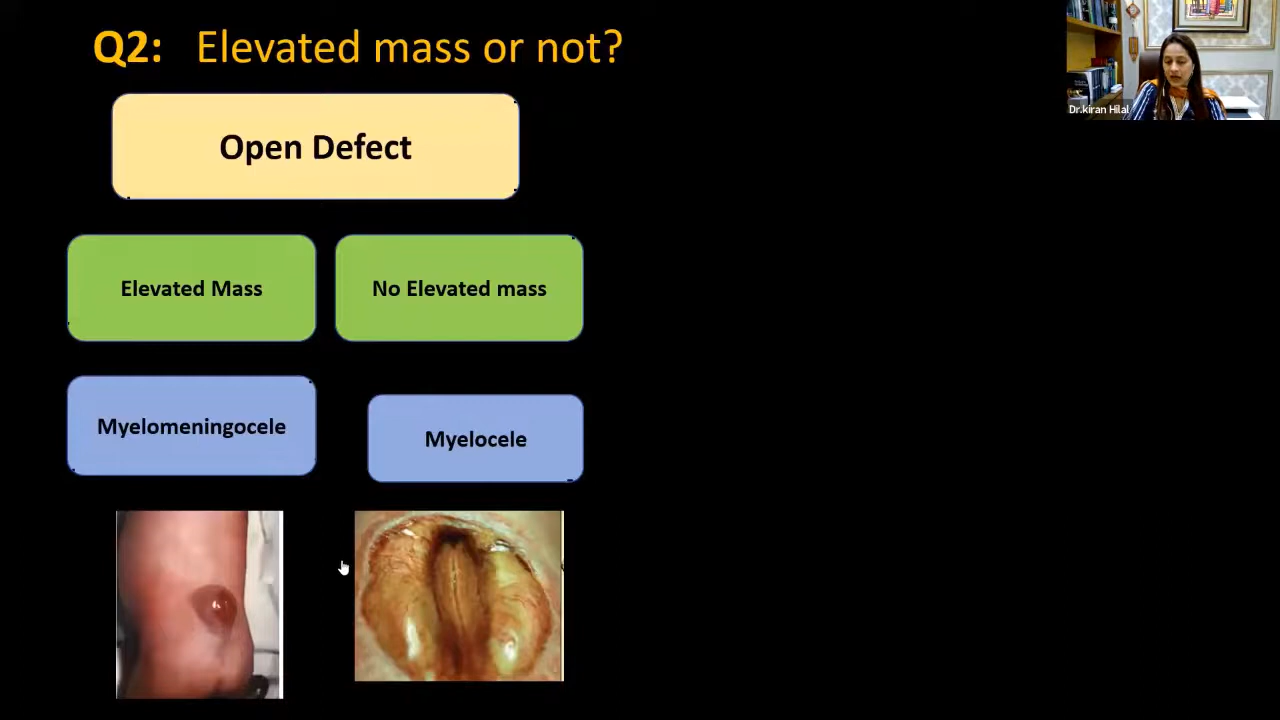 Q2: Elevated mass or not?
Dr.kiran Hilal
Open Defect
Elevated Mass
No Elevated mass
Myelomeningocele
Myelocele